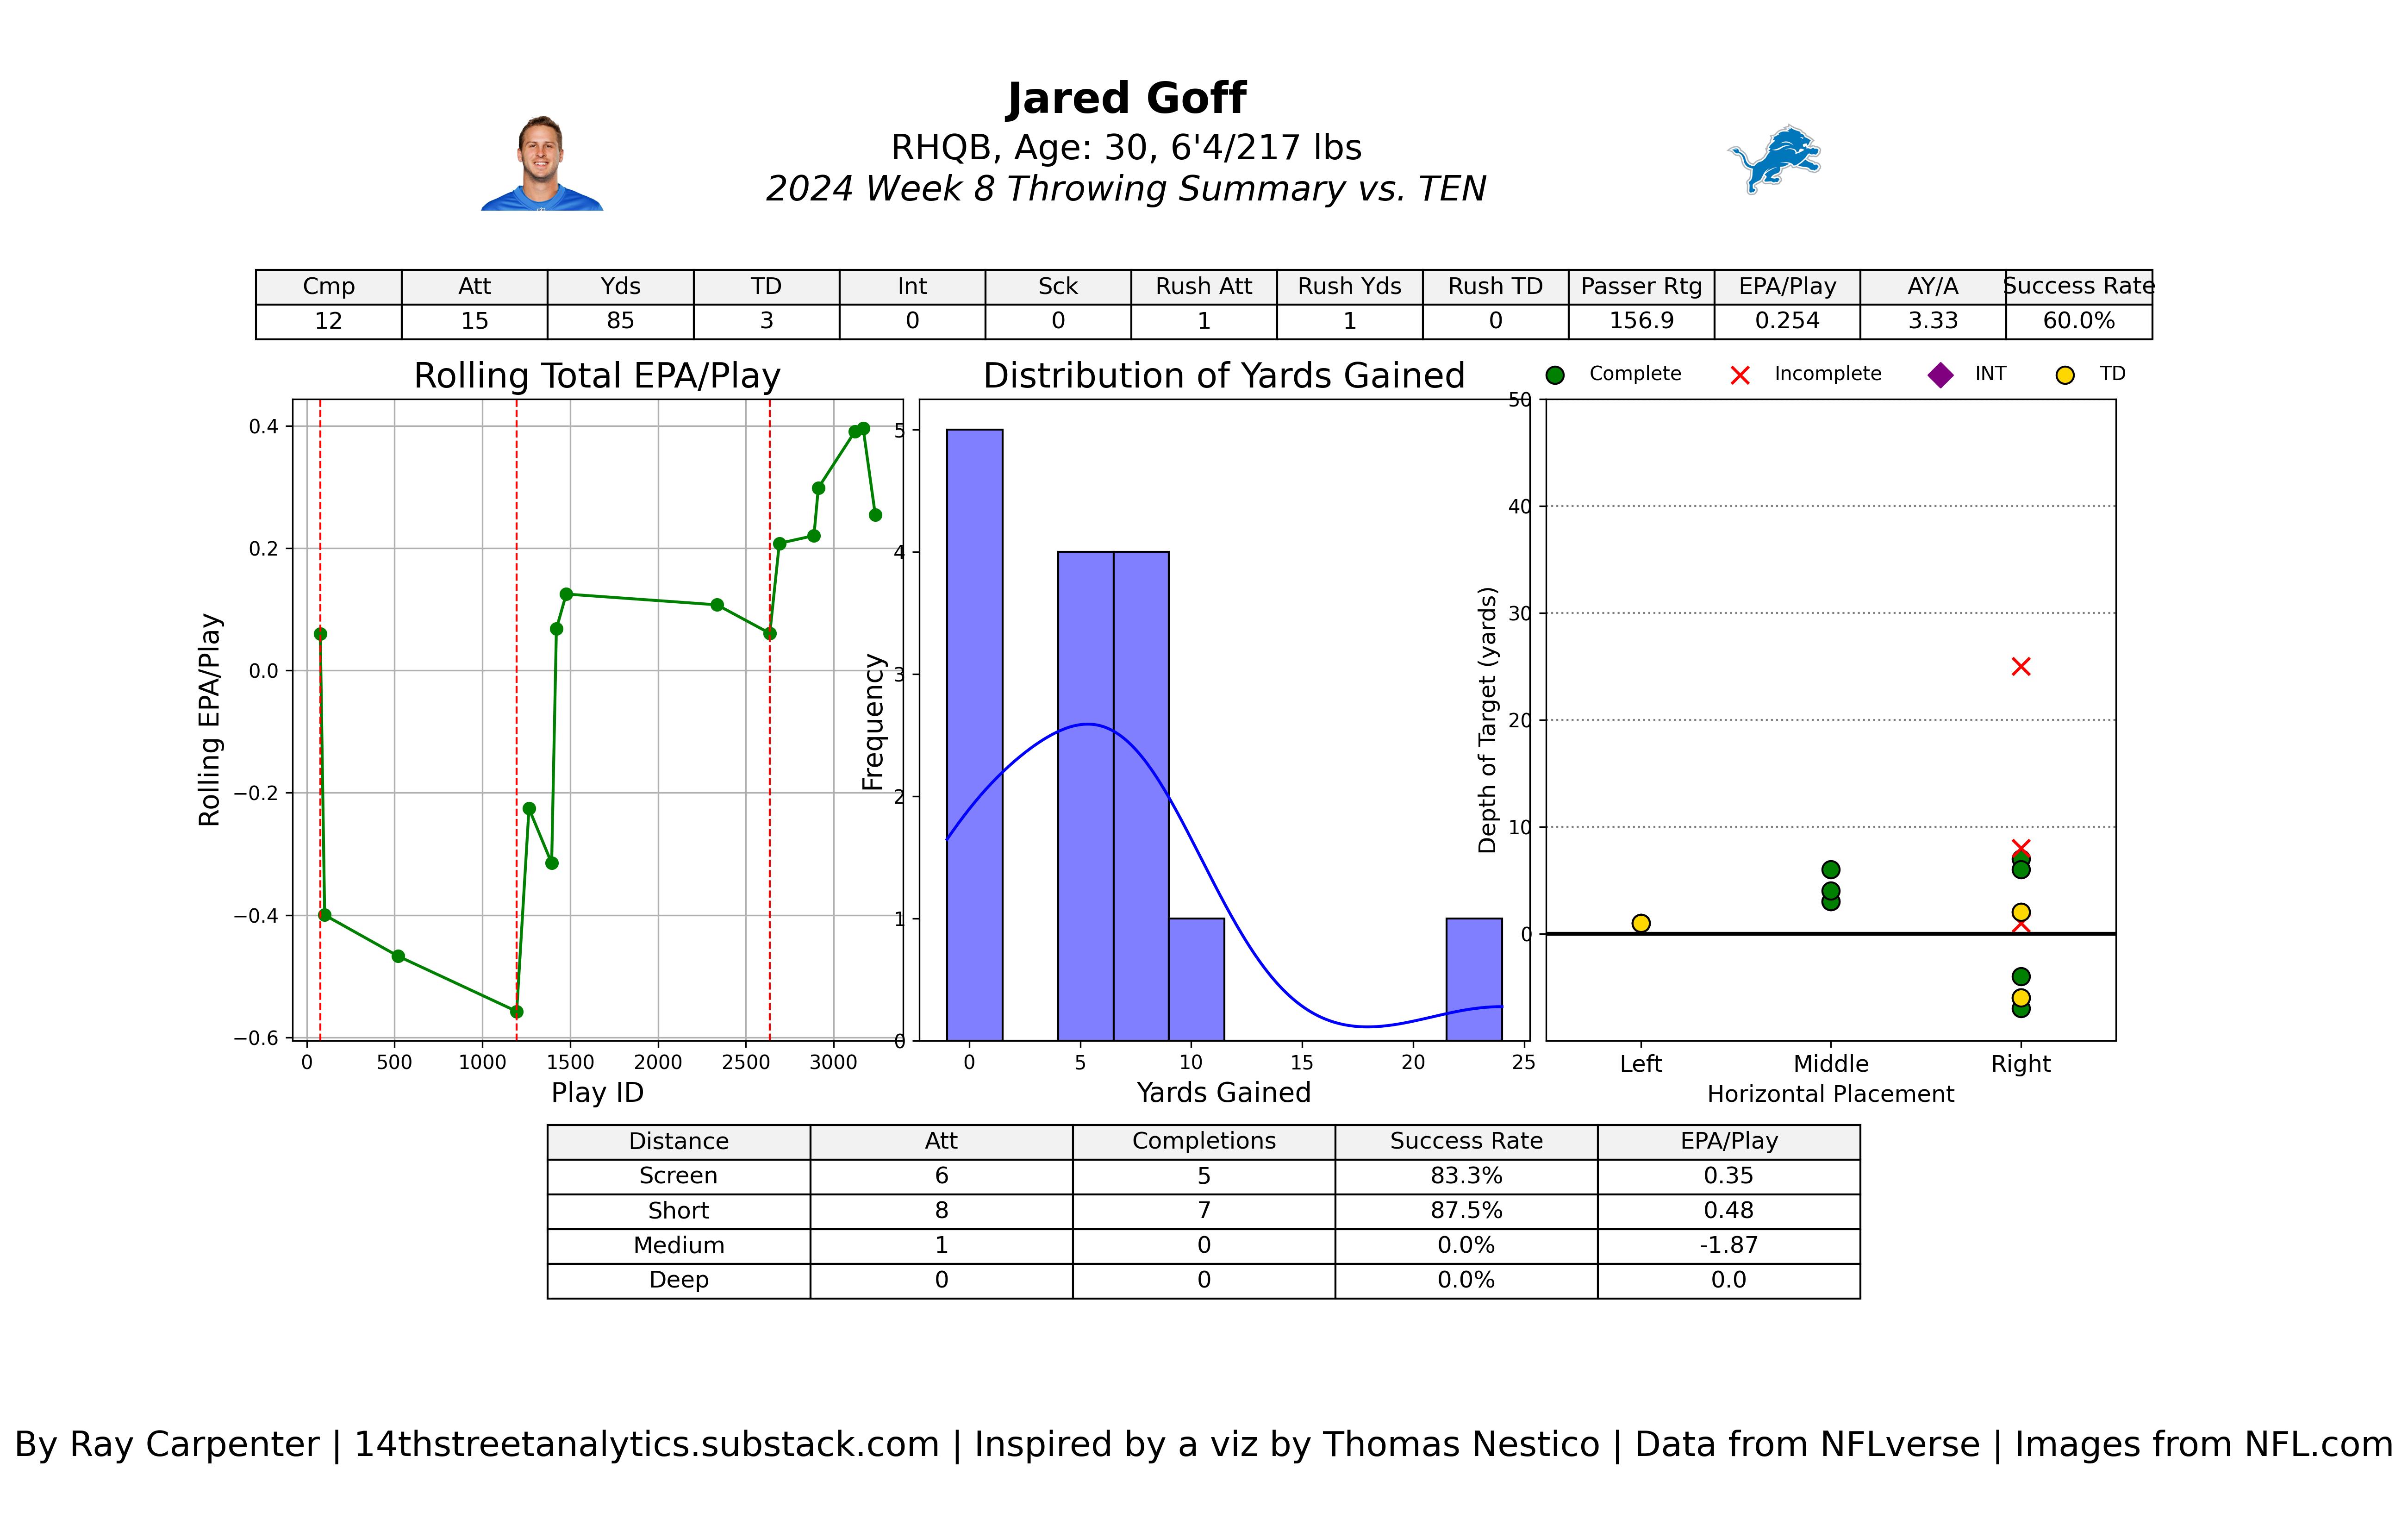 Jared Goff
RHQB, Age: 30, 6'4/217 lbs
2024 Week 8 Throwing Summary vs. TEN
Cmp Att Yds TD Int Sck Rush Att Rush Yds Rush TD Passer Rtg EPA/Play AY/A Success Rate
12 15 85 3 0 0 1 1 0 156.9 0.254 3.33 60.0%
Rolling Total EPA/Play
0.4
0.2
0.0
−0.2
−0.4
−0.6
Rolling EPA/Play
0 500 1000 1500 2000 2500 3000
Play ID
Distribution of Yards Gained
5
4
3
2
1
0
Frequency
0 5 10 15 20 25
Yards Gained
Complete Incomplete INT TD
50
40
30
20
10
0
Depth of Target (yards)
Left Middle Right
Horizontal Placement
Distance Att Completions Success Rate EPA/Play
Screen 6 5 83.3% 0.35
Short 8 7 87.5% 0.48
Medium 1 0 0.0% -1.87
Deep 0 0 0.0% 0.0
By Ray Carpenter | 14thstreetanalytics.substack.com | Inspired by a viz by Thomas Nestico | Data from NFLverse | Images from NFL.com